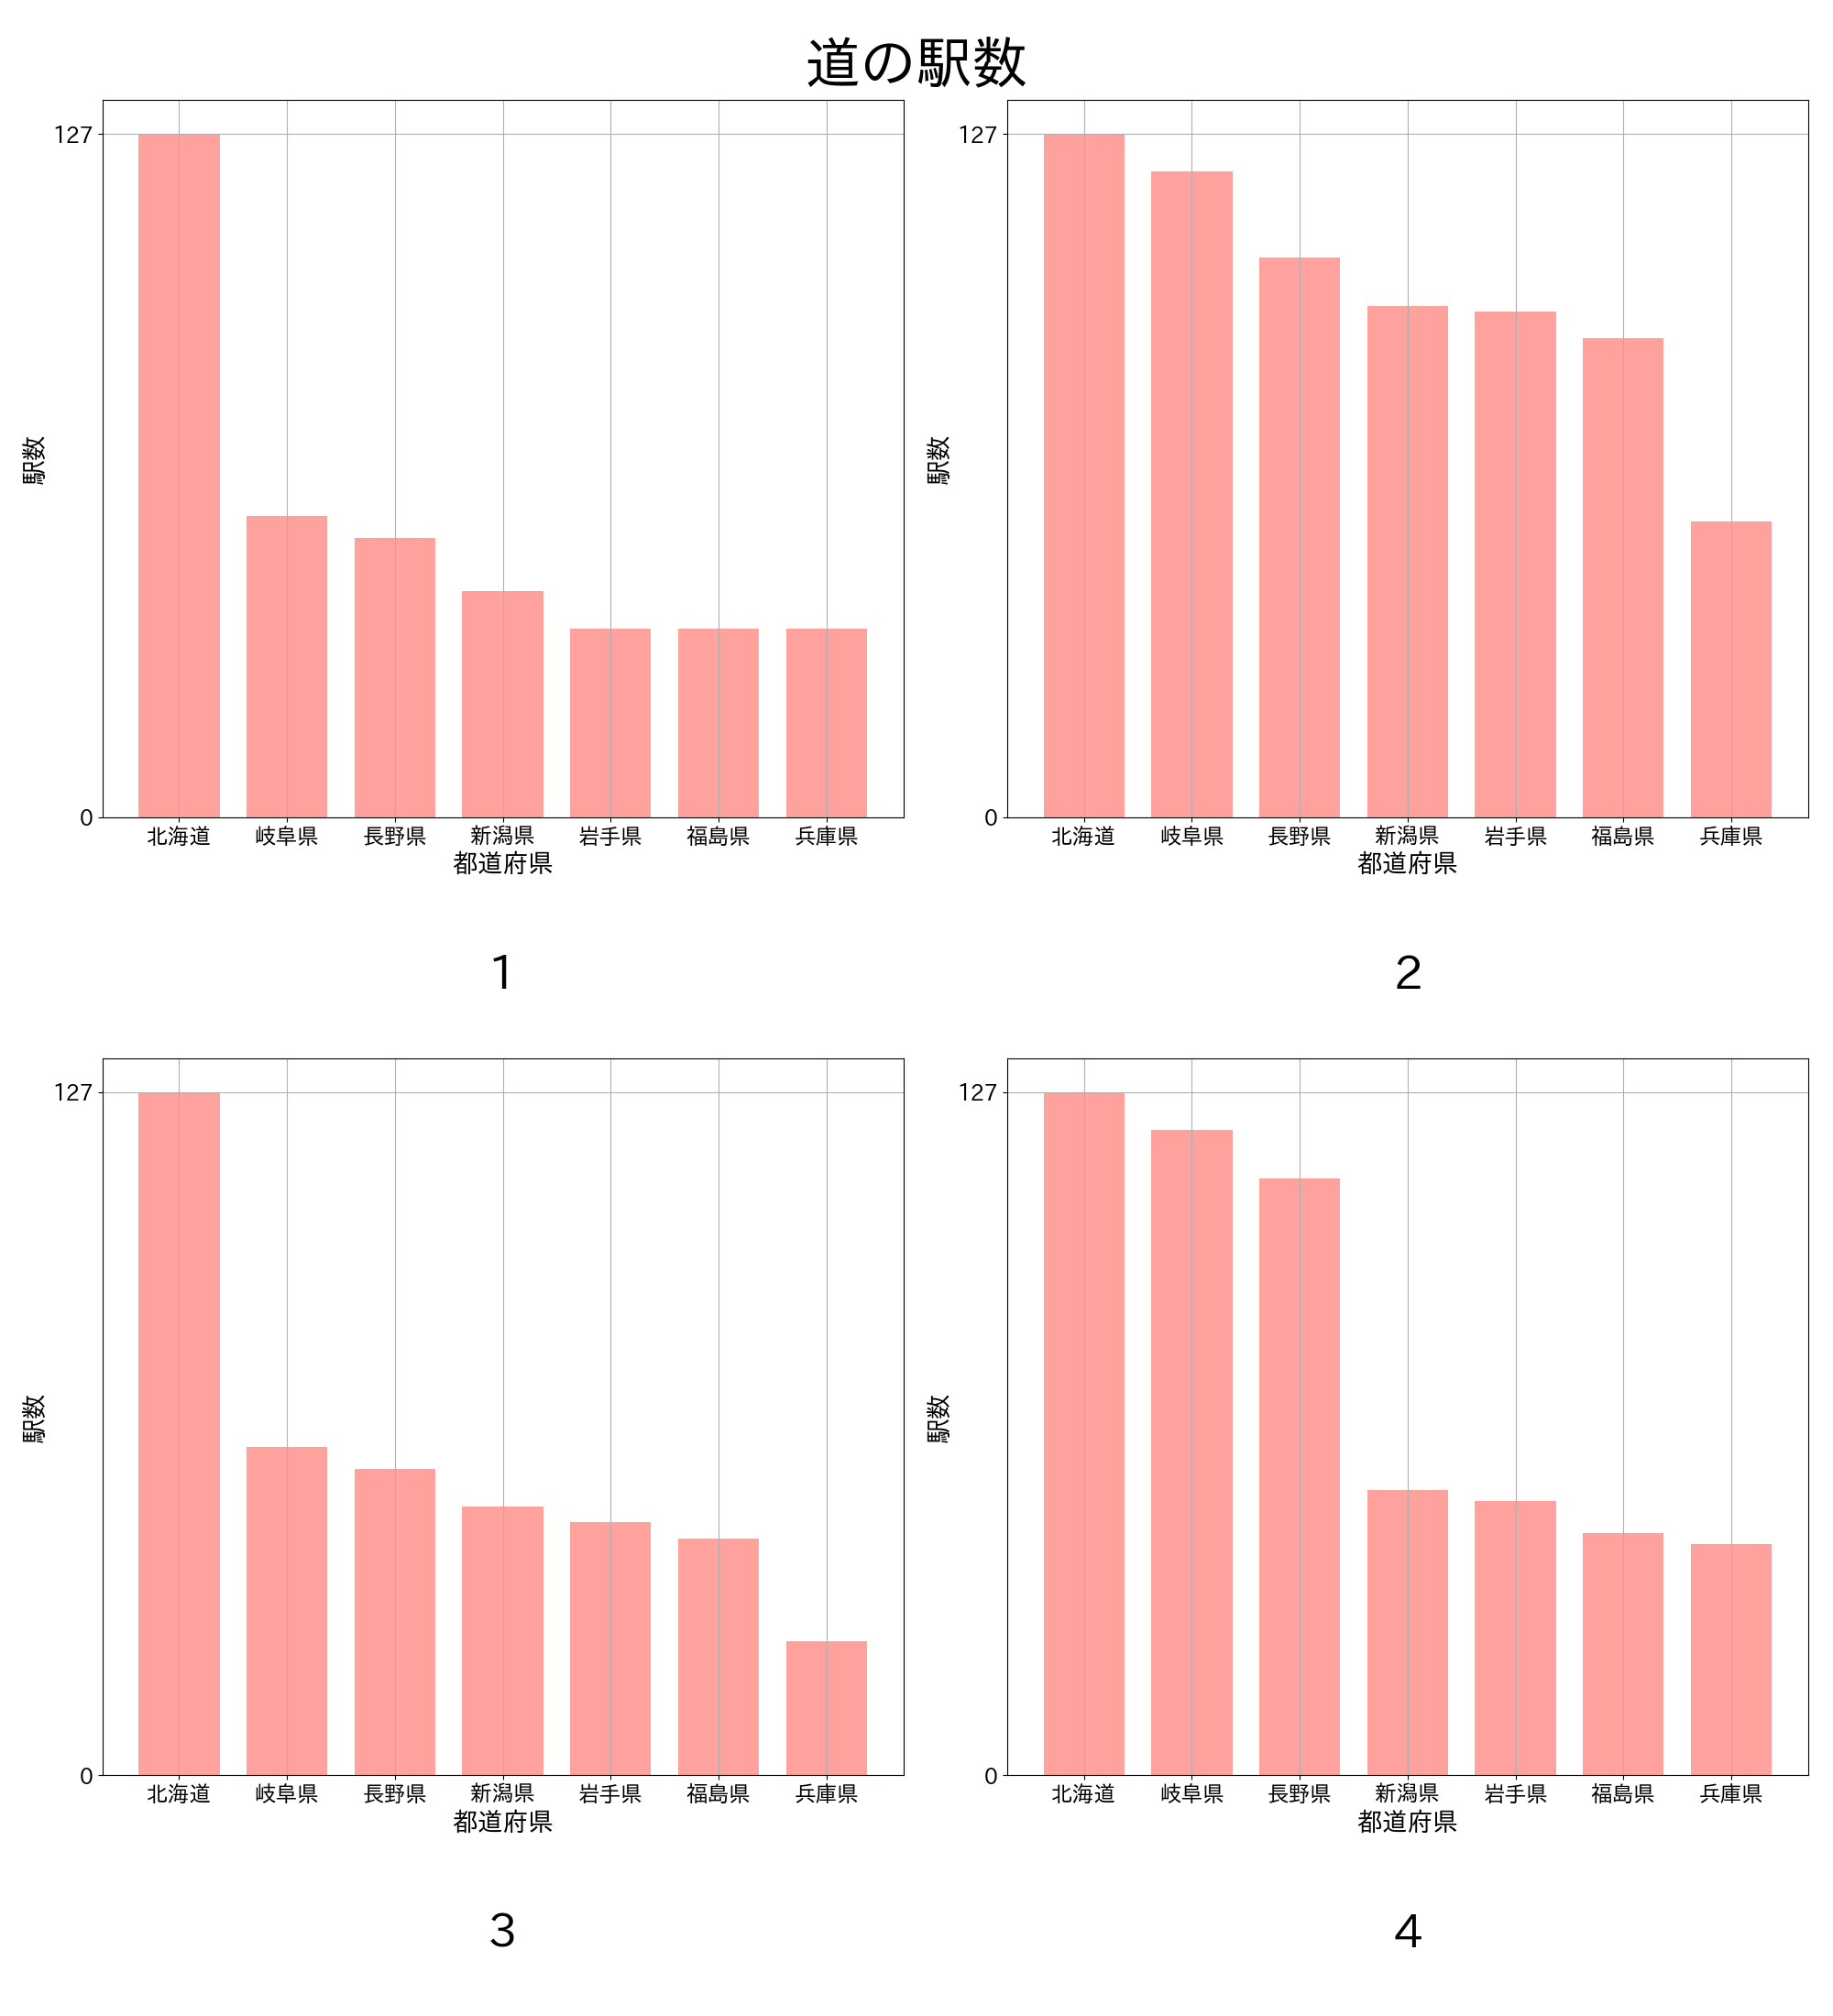 道の駅数
127
駅数
0
北海道 岐阜県 長野県 新潟県 岩手県 福島県 兵庫県
都道府県
1
127
駅数
0
北海道 岐阜県 長野県 新潟県 岩手県 福島県 兵庫県
都道府県
2
127
駅数
0
北海道 岐阜県 長野県 新潟県 岩手県 福島県 兵庫県
都道府県
3
127
駅数
0
北海道 岐阜県 長野県 新潟県 岩手県 福島県 兵庫県
都道府県
4